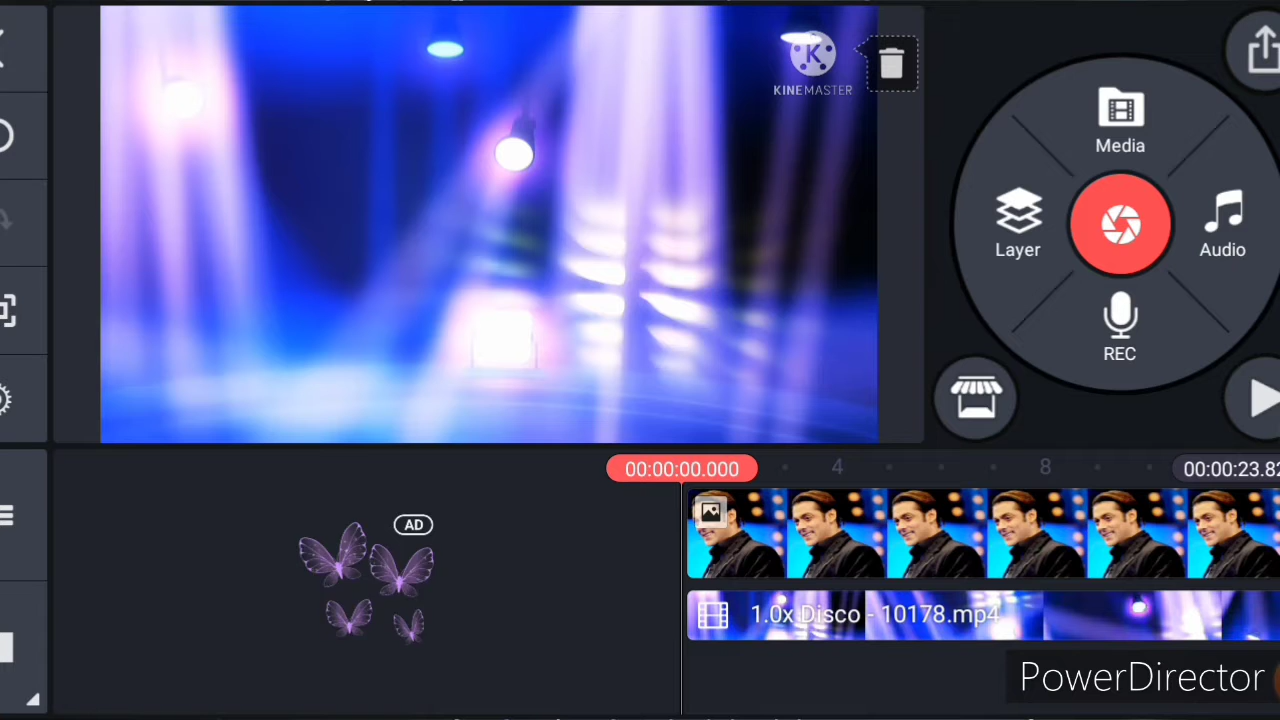 KINEMASTER
Media
Layer
Audio
REC
00:00:00.000
4
8
00:00:23.82
AD
1.0x Disco - 10178.mp4
PowerDirector